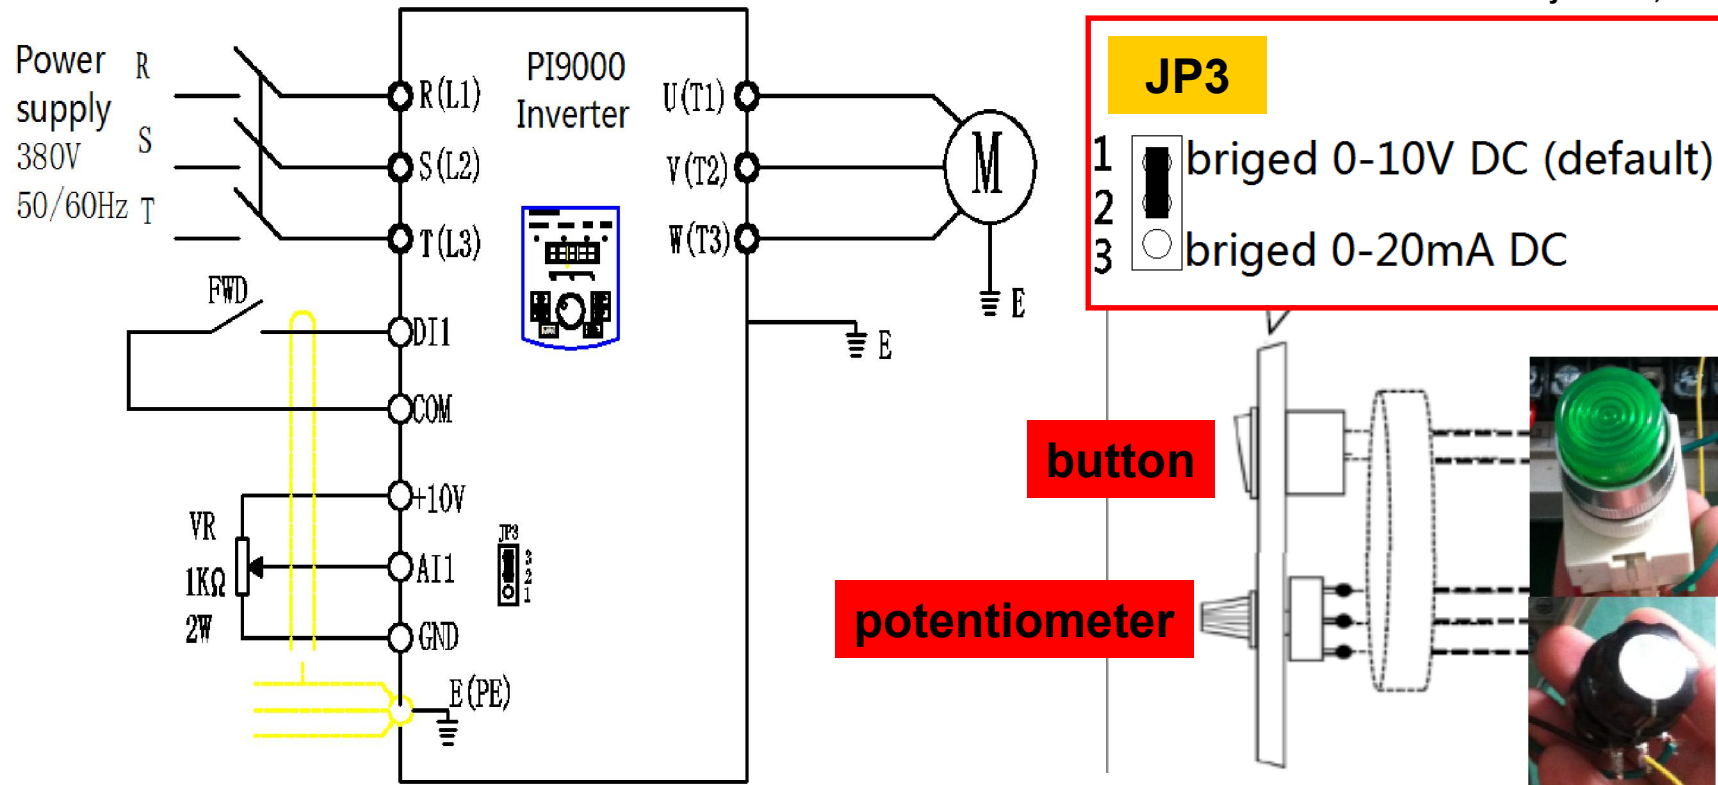 Power
supply
380V
50/60Hz
R
S
T
R(L1)
S(L2)
T(L3)
PI9000
Inverter
U(T1)
V(T2)
W(T3)
M
E
E
FWD
DI1
COM
+10V
VR
1KΩ
2W
AI1
GND
JP3
3
2
1
E(PE)
JP3
1
2
3
briged 0-10V DC (default)
briged 0-20mA DC
button
potentiometer